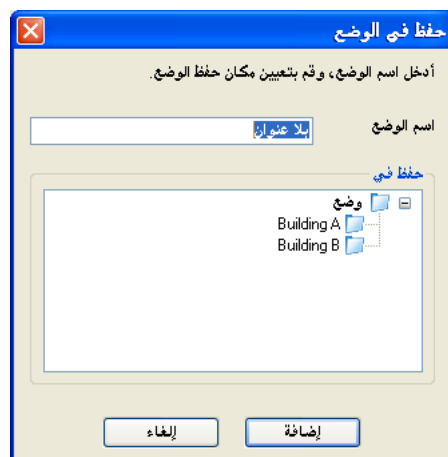 حفظ في الوضع
أدخل اسم الوضع، وقم بتعيين مكان حفظ الوضع.
اسم الوضع
بلا عنوان
حفظ في
وضع
Building A
Building B
إضافة
إلغاء